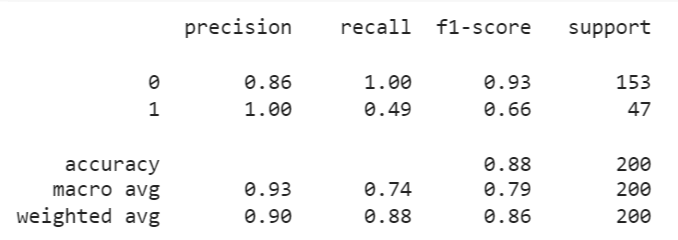 precision recall f1-score support
0 0.86 1.00 0.93 153
1 1.00 0.49 0.66 47
accuracy 0.88 200
macro avg 0.93 0.74 0.79 200
weighted avg 0.90 0.88 0.86 200